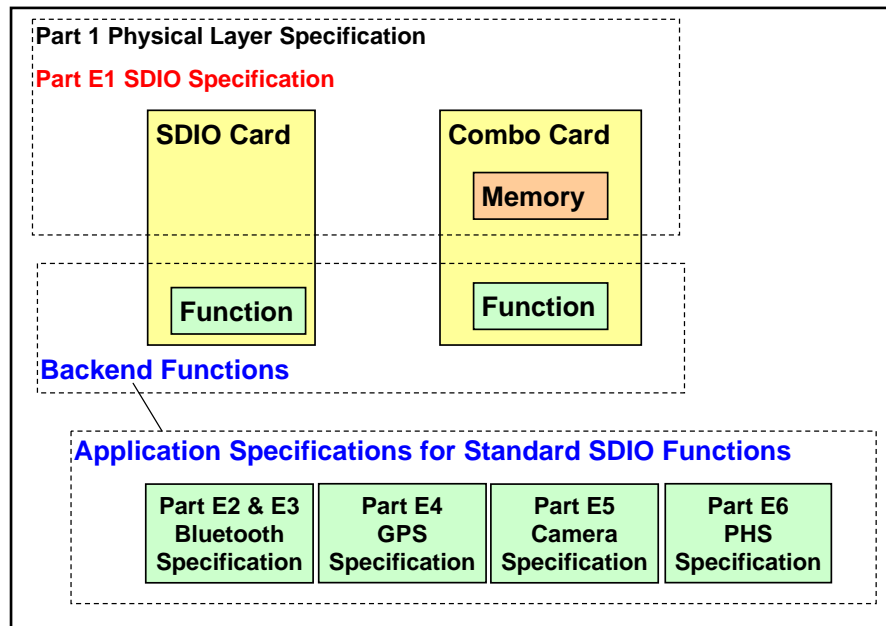 Part 1 Physical Layer Specification
Part E1 SDIO Specification
SDIO Card
Combo Card
Memory
Function
Function
Backend Functions
Application Specifications for Standard SDIO Functions
Part E2 & E3
Bluetooth
Specification
Part E4
GPS
Specification
Part E5
Camera
Specification
Part E6
PHS
Specification